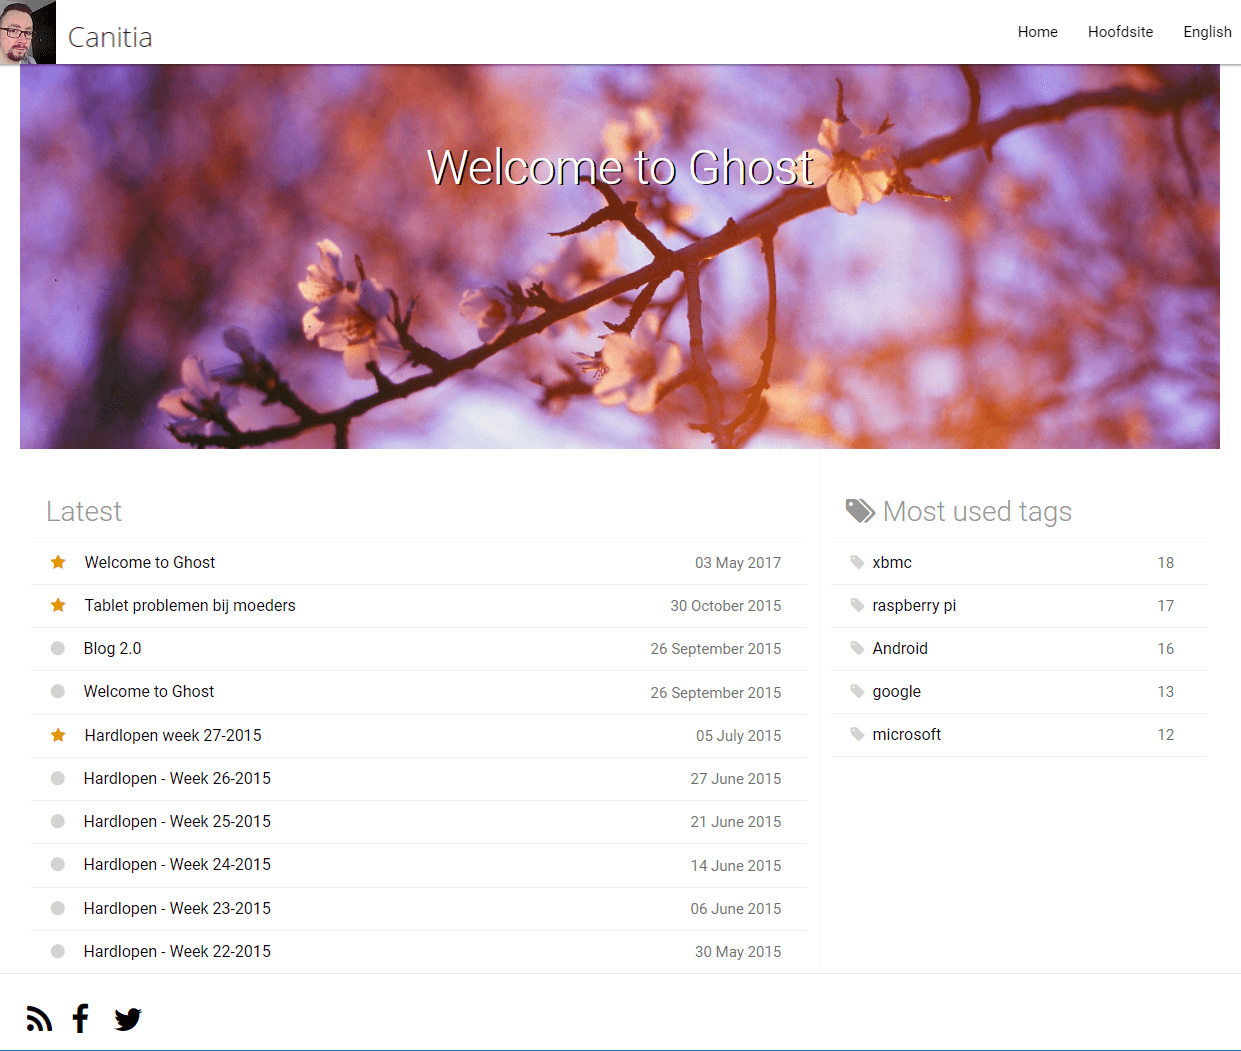 Canitia
Home Hoofdsite English
Welcome to Ghost
Latest
Welcome to Ghost 03 May 2017
Tablet problemen bij moeders 30 October 2015
Blog 2.0 26 September 2015
Welcome to Ghost 26 September 2015
Hardlopen week 27-2015 05 July 2015
Hardlopen - Week 26-2015 27 June 2015
Hardlopen - Week 25-2015 21 June 2015
Hardlopen - Week 24-2015 14 June 2015
Hardlopen - Week 23-2015 06 June 2015
Hardlopen - Week 22-2015 30 May 2015
Most used tags
xbmc 18
raspberry pi 17
Android 16
google 13
microsoft 12